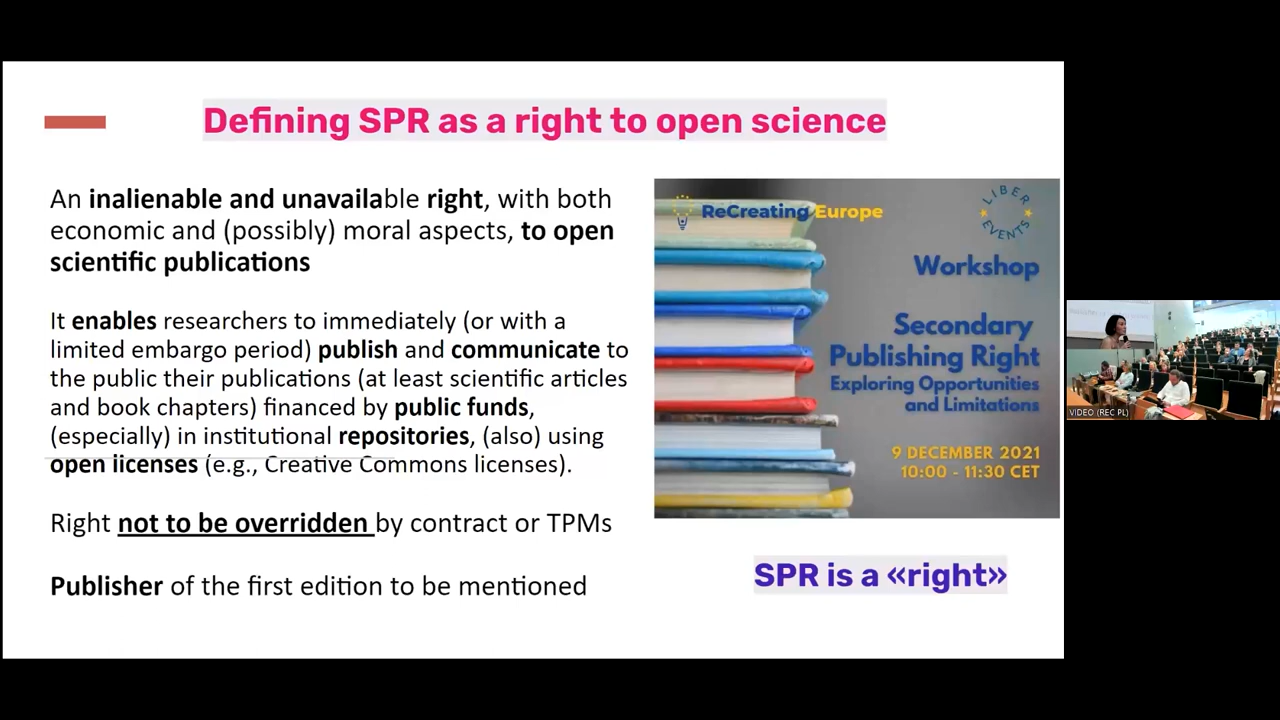 Defining SPR as a right to open science
An inalienable and unavailable right, with both
economic and (possibly) moral aspects, to open
scientific publications
It enables researchers to immediately (or with a
limited embargo period) publish and communicate to
the public their publications (at least scientific articles
and book chapters) financed by public funds,
(especially) in institutional repositories, (also) using
open licenses (e.g., Creative Commons licenses).
Right not to be overridden by contract or TPMs
Publisher of the first edition to be mentioned
ReCreating Europe
LIBER
EVENTS
Workshop
Secondary
Publishing Right
Exploring Opportunities
and Limitations
9 DECEMBER 2021
10:00 - 11:30 CET
SPR is a «right»
VIDEO (REC PL)